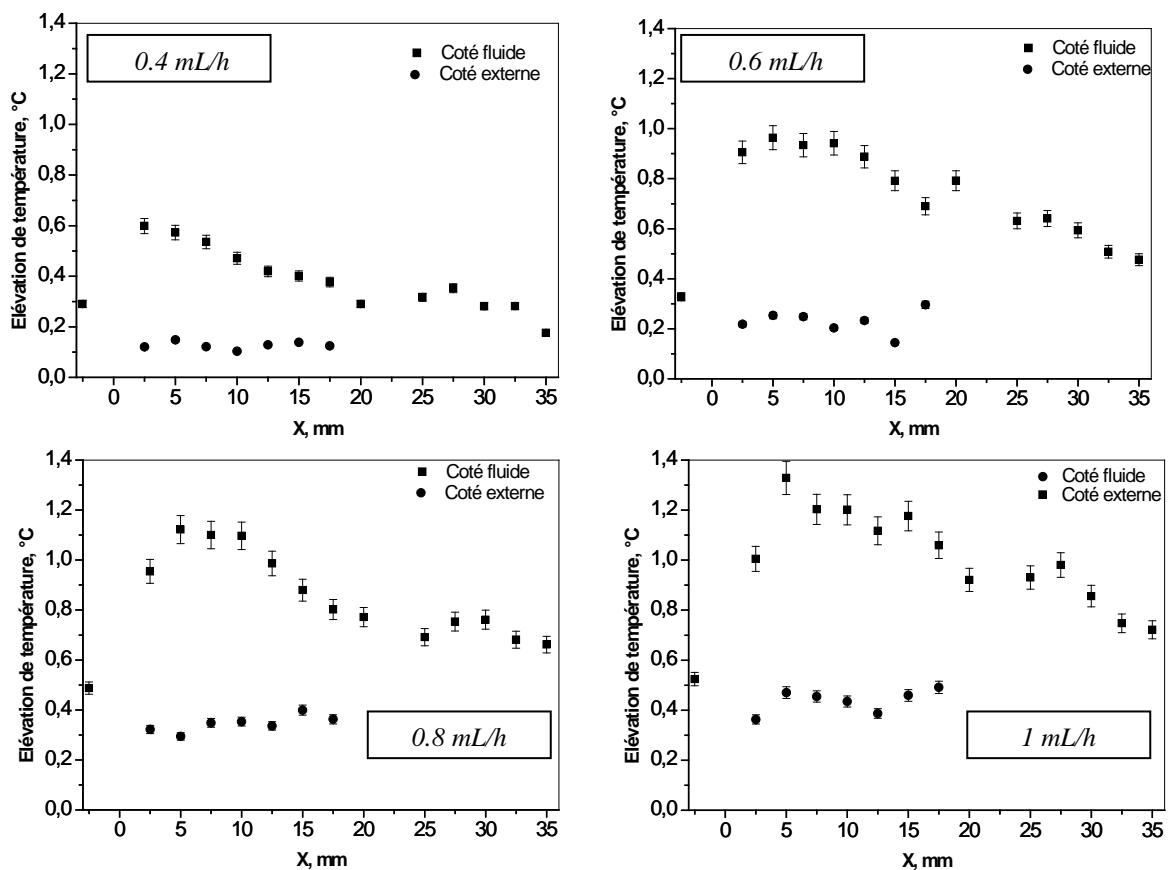 0.4 mL/h
Coté fluide
Coté externe
Elévation de température, °C
1,4
1,2
1,0
0,8
0,6
0,4
0,2
0,0
0 5 10 15 20 25 30 35
X, mm
0.6 mL/h
Coté fluide
Coté externe
Elévation de température, °C
1,4
1,2
1,0
0,8
0,6
0,4
0,2
0,0
0 5 10 15 20 25 30 35
X, mm
Coté fluide
Coté externe
Elévation de température, °C
1,4
1,2
1,0
0,8
0,6
0,4
0,2
0,0
0.8 mL/h
0 5 10 15 20 25 30 35
X, mm
Coté fluide
Coté externe
Elévation de température, °C
1,4
1,2
1,0
0,8
0,6
0,4
0,2
0,0
1 mL/h
0 5 10 15 20 25 30 35
X, mm